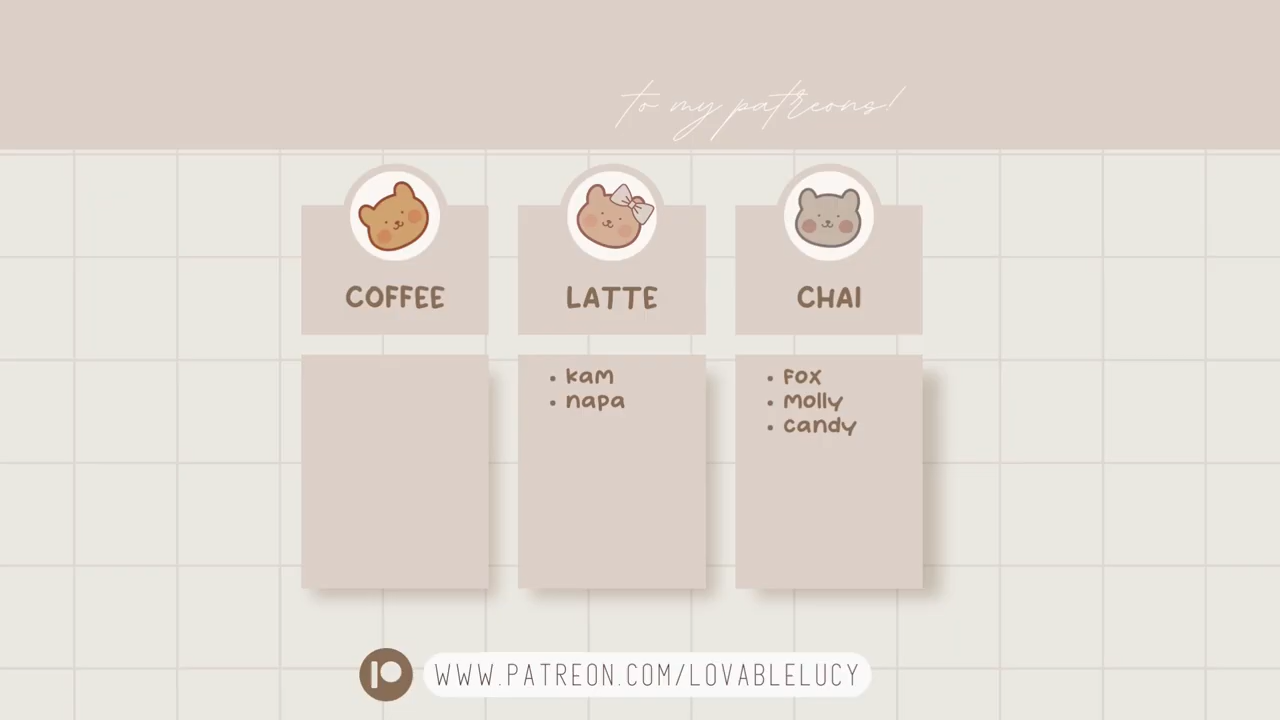 to my patreons!
COFFEE
LATTE
CHAI
• kam
• napa
• fox
• molly
• candy
WWW.PATREON.COM/LOVABLELUCY